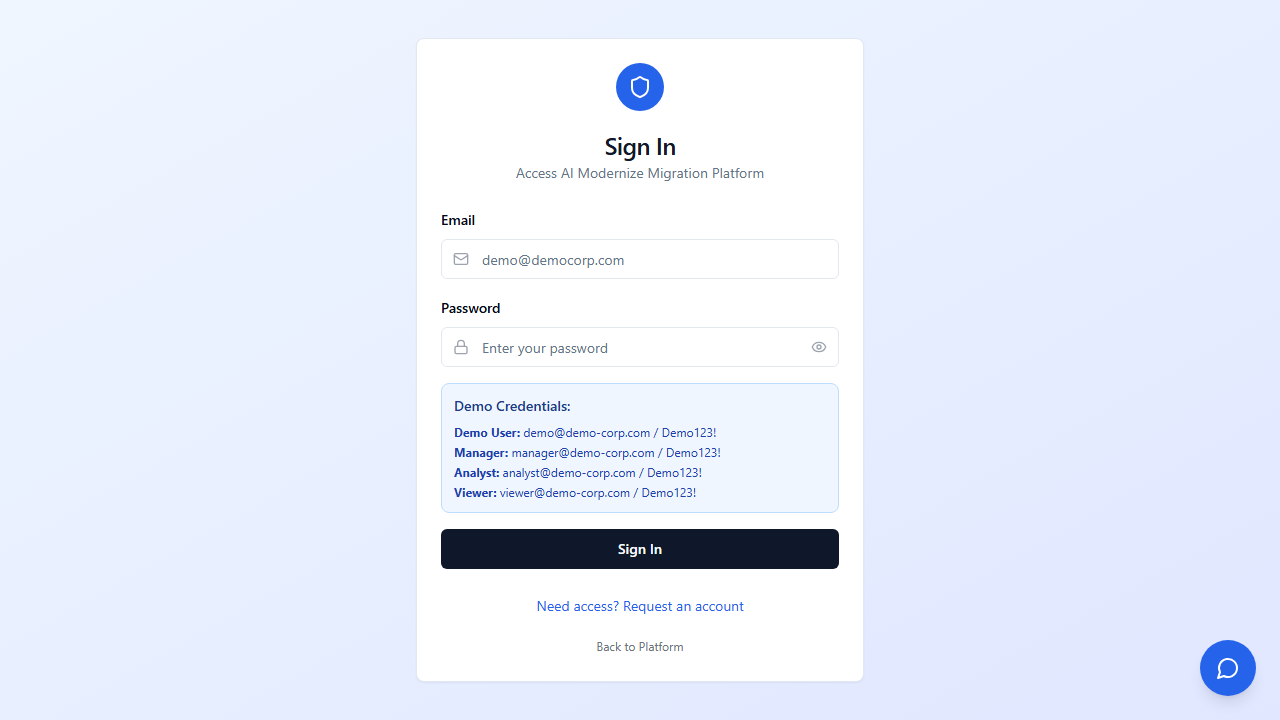 Sign In
Access AI Modernize Migration Platform
Email
demo@democorp.com
Password
Enter your password
Demo Credentials:
Demo User: demo@demo-corp.com / Demo123!
Manager: manager@demo-corp.com / Demo123!
Analyst: analyst@demo-corp.com / Demo123!
Viewer: viewer@demo-corp.com / Demo123!
Sign In
Need access? Request an account
Back to Platform